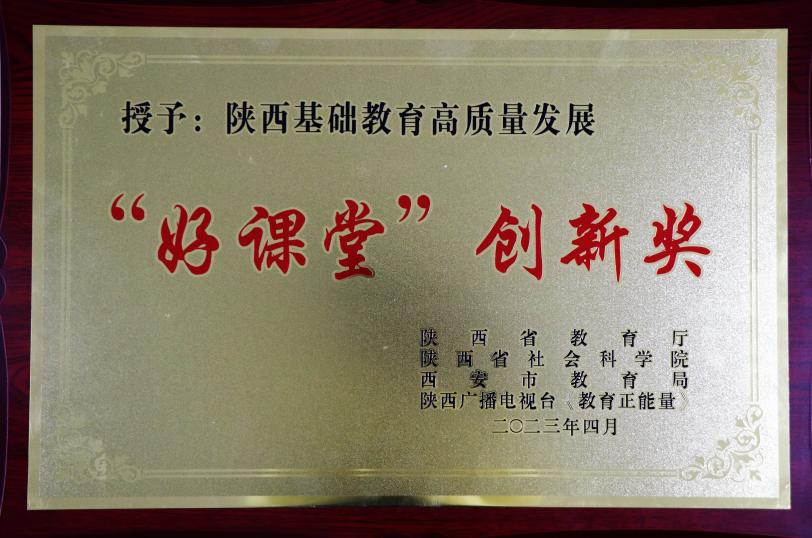 授予：陕西基础教育高质量发展
“好课堂”创新奖
陕西省教育厅
陕西省社会科学院
西安市教育局
陕西广播电视台《教育正能量》
二〇二三年四月